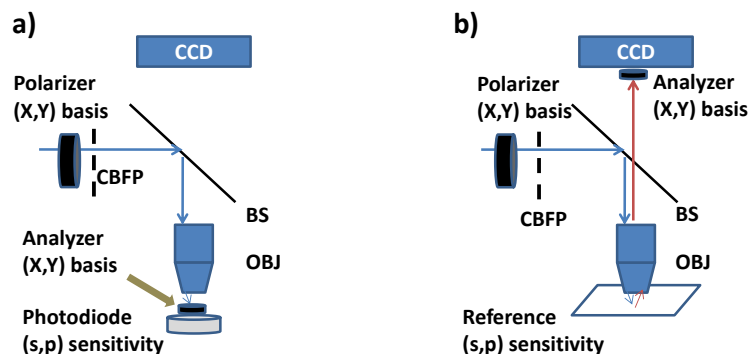 a)
CCD
Polarizer
(X,Y) basis
CBFP
BS
Analyzer
(X,Y) basis
OBJ
Photodiode
(s,p) sensitivity
b)
CCD
Polarizer
(X,Y) basis
Analyzer
(X,Y) basis
CBFP
BS
OBJ
Reference
(s,p) sensitivity